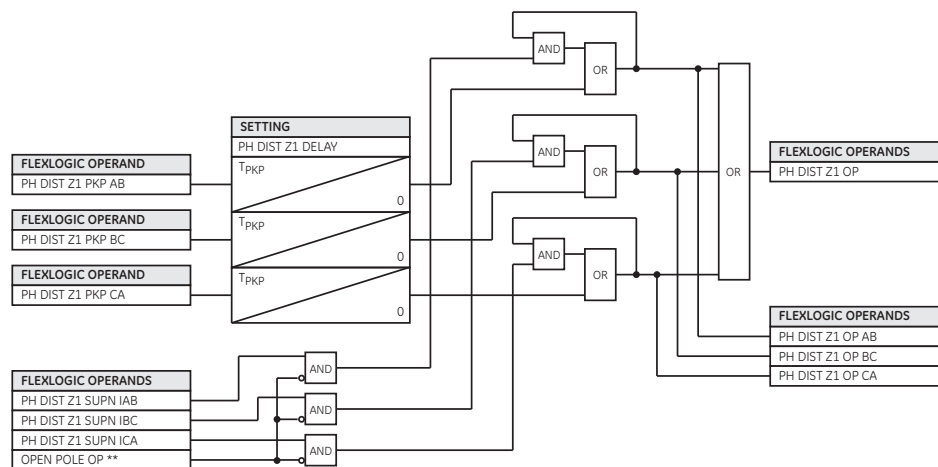 AND
OR
SETTING
PH DIST Z1 DELAY
FLEXLOGIC OPERAND
PH DIST Z1 PKP AB
TPKP
0
AND
OR
OR
FLEXLOGIC OPERANDS
PH DIST Z1 OP
FLEXLOGIC OPERAND
PH DIST Z1 PKP BC
TPKP
0
AND
OR
FLEXLOGIC OPERAND
PH DIST Z1 PKP CA
TPKP
0
FLEXLOGIC OPERANDS
PH DIST Z1 OP AB
PH DIST Z1 OP BC
PH DIST Z1 OP CA
FLEXLOGIC OPERANDS
PH DIST Z1 SUPN IAB
PH DIST Z1 SUPN IBC
PH DIST Z1 SUPN ICA
OPEN POLE OP **
AND
AND
AND